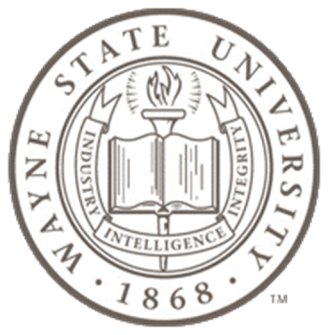 WAYNE STATE UNIVERSITY
· 1868 ·
INDUSTRY
INTELLIGENCE
INTEGRITY
TM